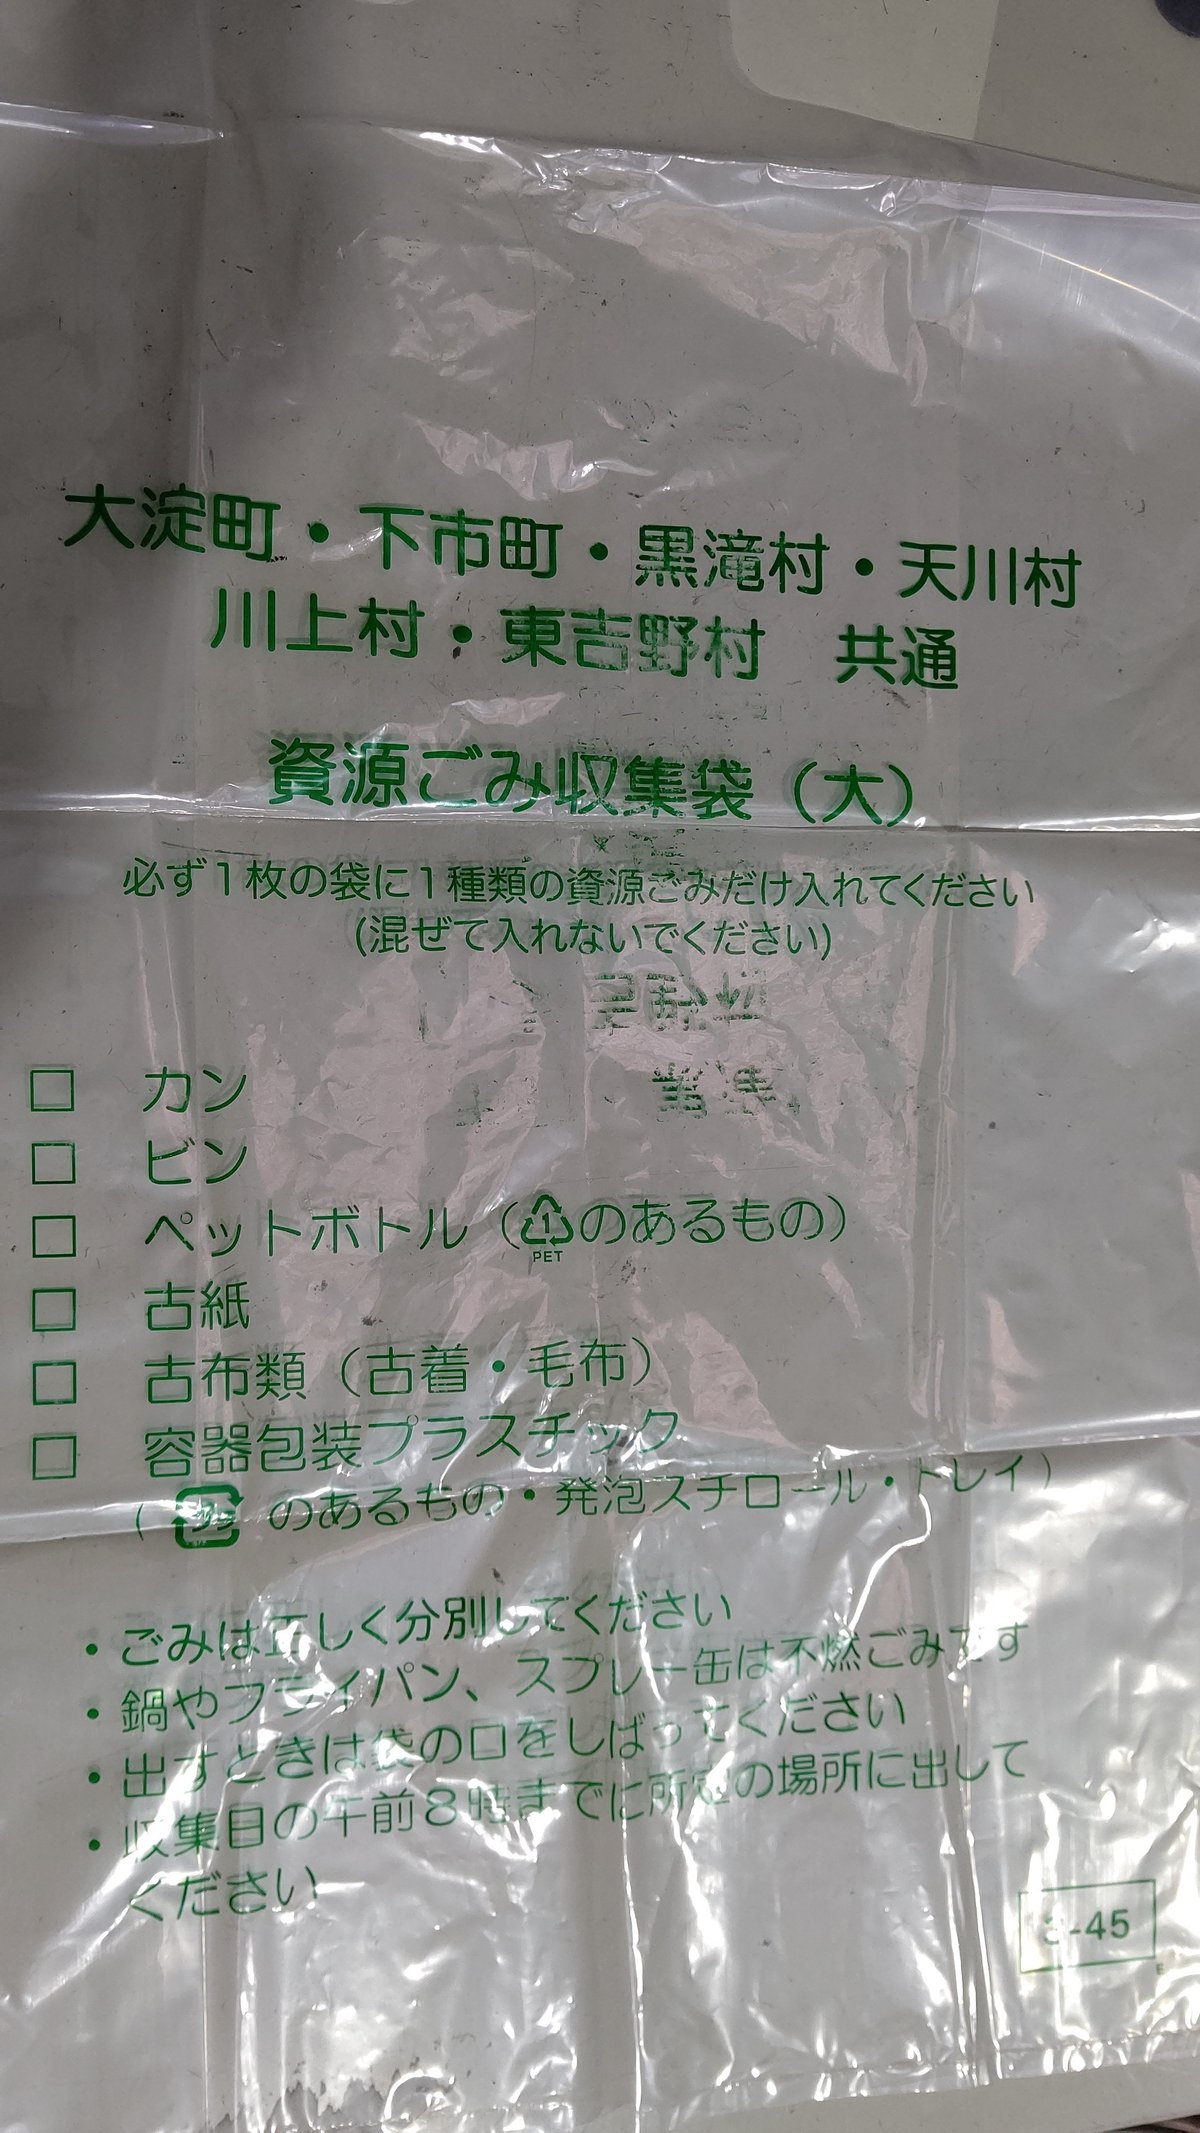 大淀町・下市町・黒滝村・天川村
川上村・東吉野村　共通
資源ごみ収集袋（大）
必ず1枚の袋に1種類の資源ごみだけ入れてください
(混ぜて入れないでください)
□　カン
□　ビン
□　ペットボトル（1のあるもの）
PET
□　古紙
□　古布類（古着・毛布）
□　容器包装プラスチック
（プラ のあるもの・発泡スチロール・トレイ）
・ごみは正しく分別してください
・鍋やフライパン、スプレー缶は不燃ごみです
・出すときは袋の口をしばってください
・収集日の午前８時までに所定の場所に出して
ください
-45
E